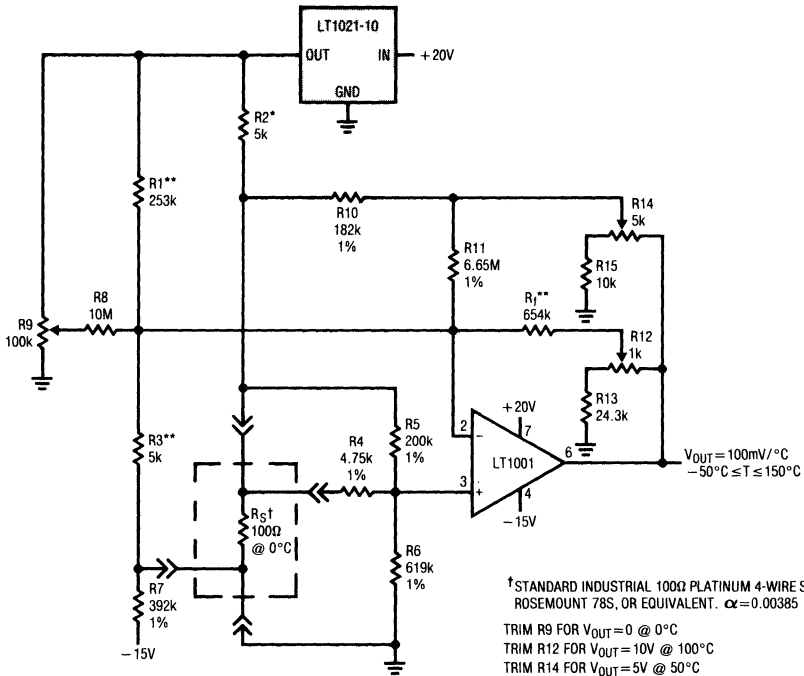 LT1021-10
OUT
IN
+20V
GND
R2*
5k
R1**
253k
R10
182k
1%
R14
5k
R11
6.65M
1%
R15
10k
R8
10M
R9
100k
Rf**
654k
R12
1k
R13
24.3k
R3**
5k
R5
200k
1%
R4
4.75k
1%
+20V
7
2
−
LT1001
6
3
+
4
−15V
VOUT=100mV/°C
−50°C≤T≤150°C
RS†
100Ω
@ 0°C
R6
619k
1%
R7
392k
1%
−15V
†STANDARD INDUSTRIAL 100Ω PLATINUM 4-WIRE S
ROSEMOUNT 78S, OR EQUIVALENT. α=0.00385
TRIM R9 FOR VOUT=0 @ 0°C
TRIM R12 FOR VOUT=10V @ 100°C
TRIM R14 FOR VOUT=5V @ 50°C